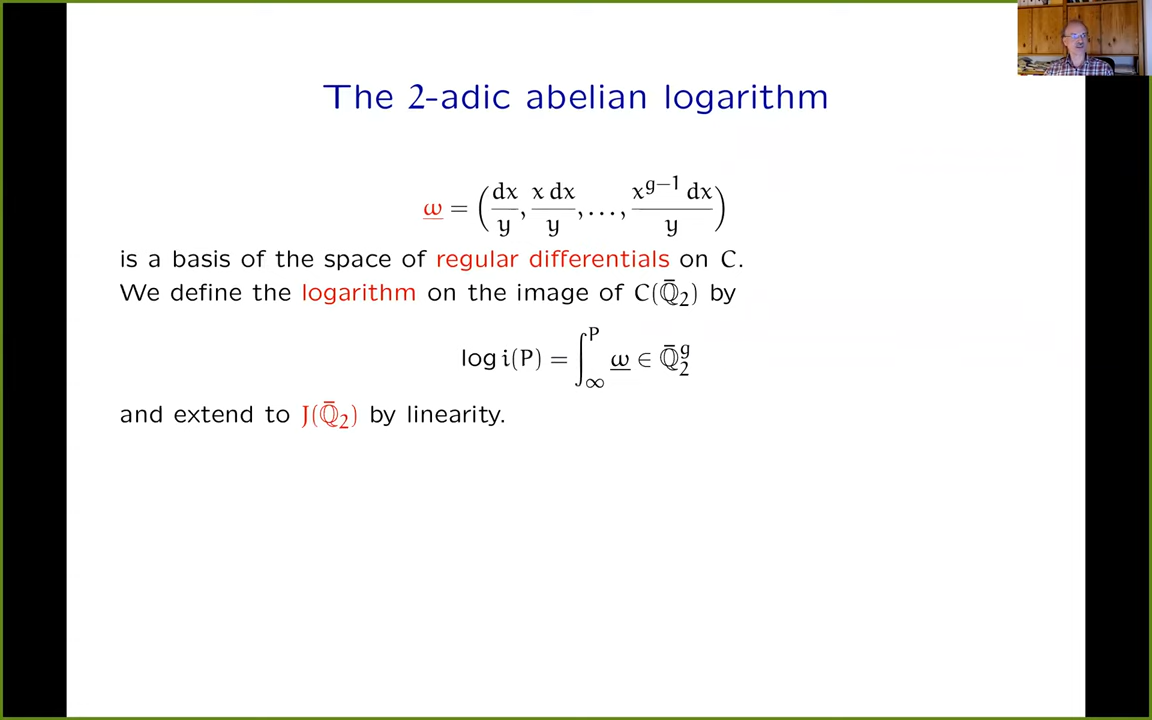 The 2-adic abelian logarithm
ω = (dx/y, x dx/y, …, x^{g−1} dx/y)
is a basis of the space of regular differentials on C.
We define the logarithm on the image of C(ℚ̄₂) by
log i(P) = ∫_∞^P ω ∈ ℚ̄₂^g
and extend to J(ℚ̄₂) by linearity.